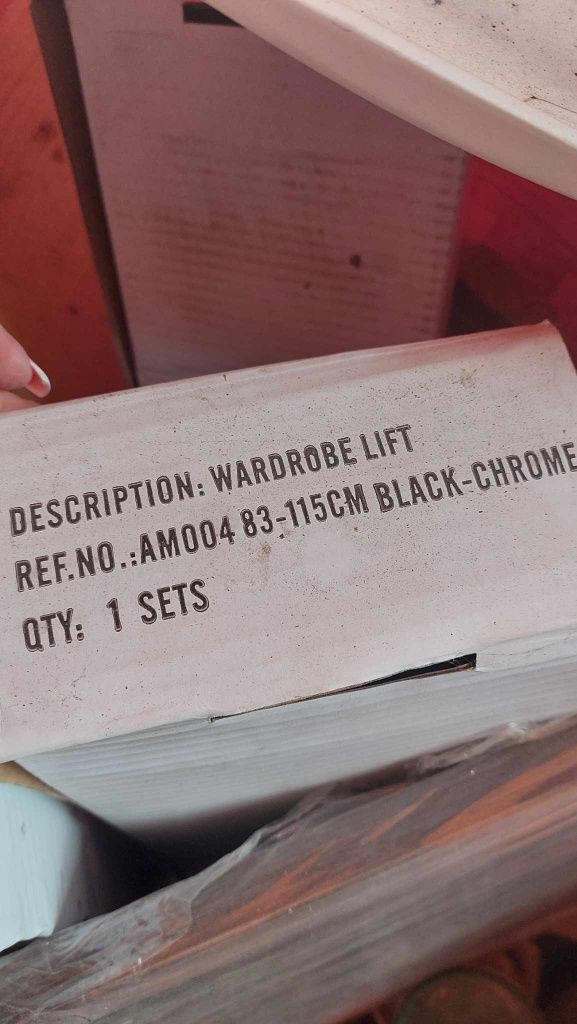 DESCRIPTION: WARDROBE LIFT
REF.NO.:AM004 83-115CM BLACK-CHROME
QTY: 1 SETS